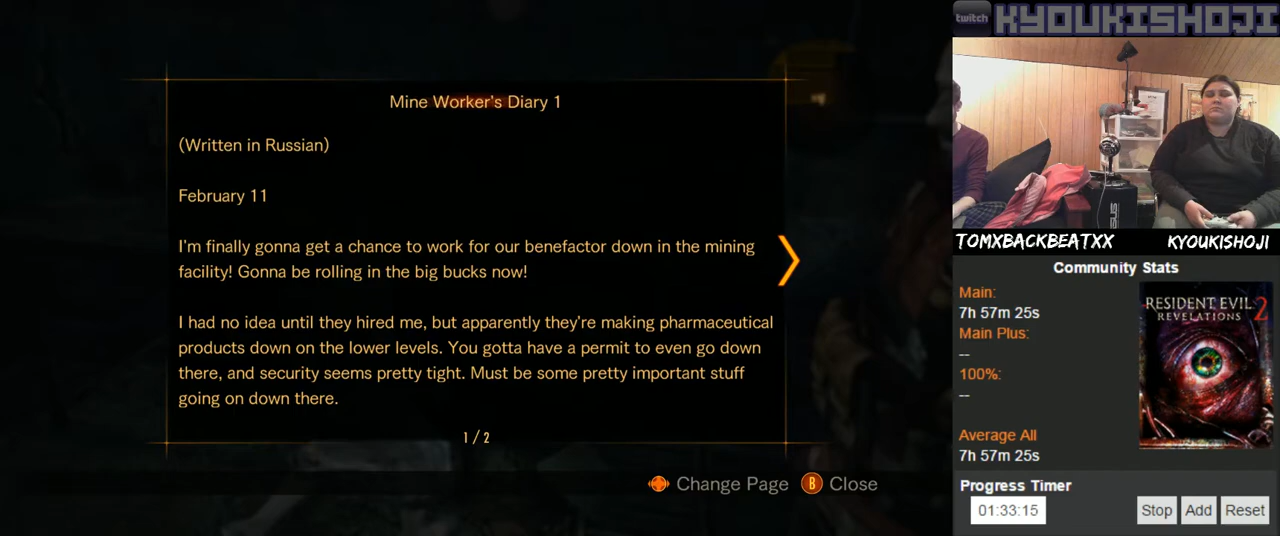 twitch KYOUKISHOJI
Mine Worker's Diary 1
(Written in Russian)
February 11
I'm finally gonna get a chance to work for our benefactor down in the mining
facility! Gonna be rolling in the big bucks now!
I had no idea until they hired me, but apparently they're making pharmaceutical
products down on the lower levels. You gotta have a permit to even go down
there, and security seems pretty tight. Must be some pretty important stuff
going on down there.
1 / 2
B
Change Page Close
ASUS
TOMXBACKBEATXX KYOUKISHOJI
Community Stats
Main:
7h 57m 25s
Main Plus:
--
100%:
--
Average All
7h 57m 25s
RESIDENT EVIL
REVELATIONS 2
Progress Timer
01:33:15 Stop Add Reset